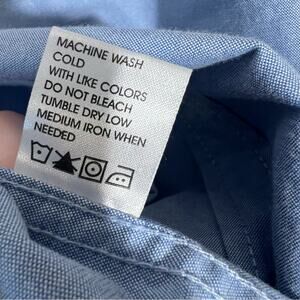 MACHINE WASH
COLD
WITH LIKE COLORS
DO NOT BLEACH
TUMBLE DRY LOW
MEDIUM IRON WHEN
NEEDED